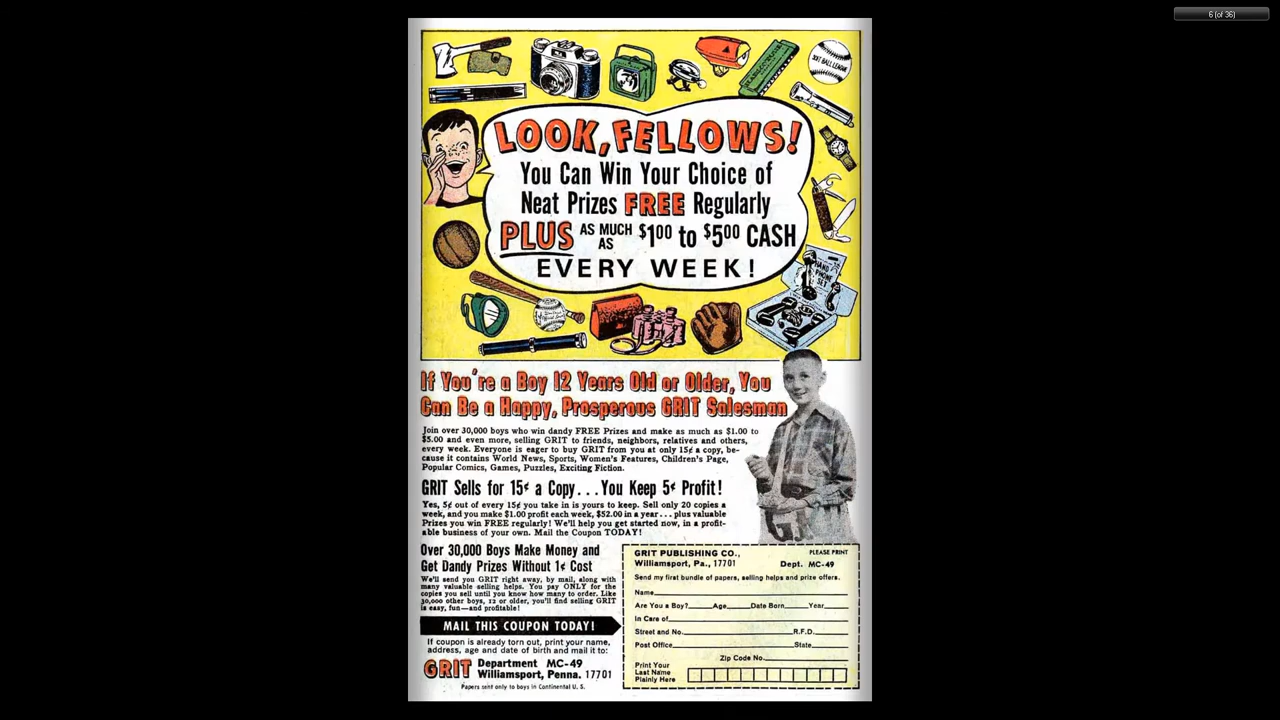 6 (of 36)
SOFT BALL LEAGUE
LOOK, FELLOWS!
You Can Win Your Choice of
Neat Prizes FREE Regularly
PLUS AS MUCH AS $1.00 to $5.00 CASH
EVERY WEEK!
HAND PHONE SET
If You're a Boy 12 Years Old or Older, You
Can Be a Happy, Prosperous GRIT Salesman
Join over 30,000 boys who win dandy FREE Prizes and make as much as $1.00 to
$5.00 and even more, selling GRIT to friends, neighbors, relatives and others,
every week. Everyone is eager to buy GRIT from you at only 15¢ a copy, be-
cause it contains World News, Sports, Women's Features, Children's Page,
Popular Comics, Games, Puzzles, Exciting Fiction.
GRIT Sells for 15¢ a Copy...You Keep 5¢ Profit!
Yes, 5¢ out of every 15¢ you take in is yours to keep. Sell only 20 copies a
week, and you make $1.00 profit each week, $52.00 in a year... plus valuable
Prizes you win FREE regularly! We'll help you get started now, in a profit-
able business of your own. Mail the Coupon TODAY!
Over 30,000 Boys Make Money and
Get Dandy Prizes Without 1¢ Cost
We'll send you GRIT right away, by mail, along with
many valuable selling helps. You pay ONLY for the
copies you sell until you know how many to order. Like
30,000 other boys, 12 or older, you'll find selling GRIT
is easy, fun—and profitable!
MAIL THIS COUPON TODAY!
If coupon is already torn out, print your name,
address, age and date of birth and mail it to:
GRIT Department MC-49
Williamsport, Penna. 17701
Papers sent only to boys in Continental U. S.
GRIT PUBLISHING CO., PLEASE PRINT
Williamsport, Pa., 17701 Dept. MC-49
Send my first bundle of papers, selling helps and prize offers.
Name
Are You a Boy? Age Date Born Year
In Care of
Street and No. R.F.D.
Post Office State
Zip Code No.
Print Your
Last Name
Plainly Here